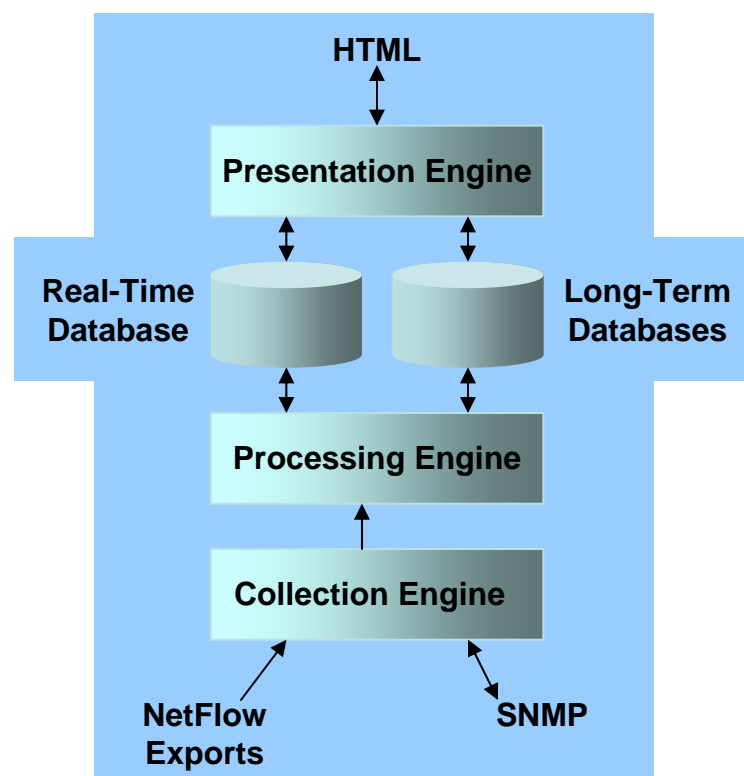 HTML
Presentation Engine
Real-Time
Database
Long-Term
Databases
Processing Engine
Collection Engine
NetFlow
Exports
SNMP